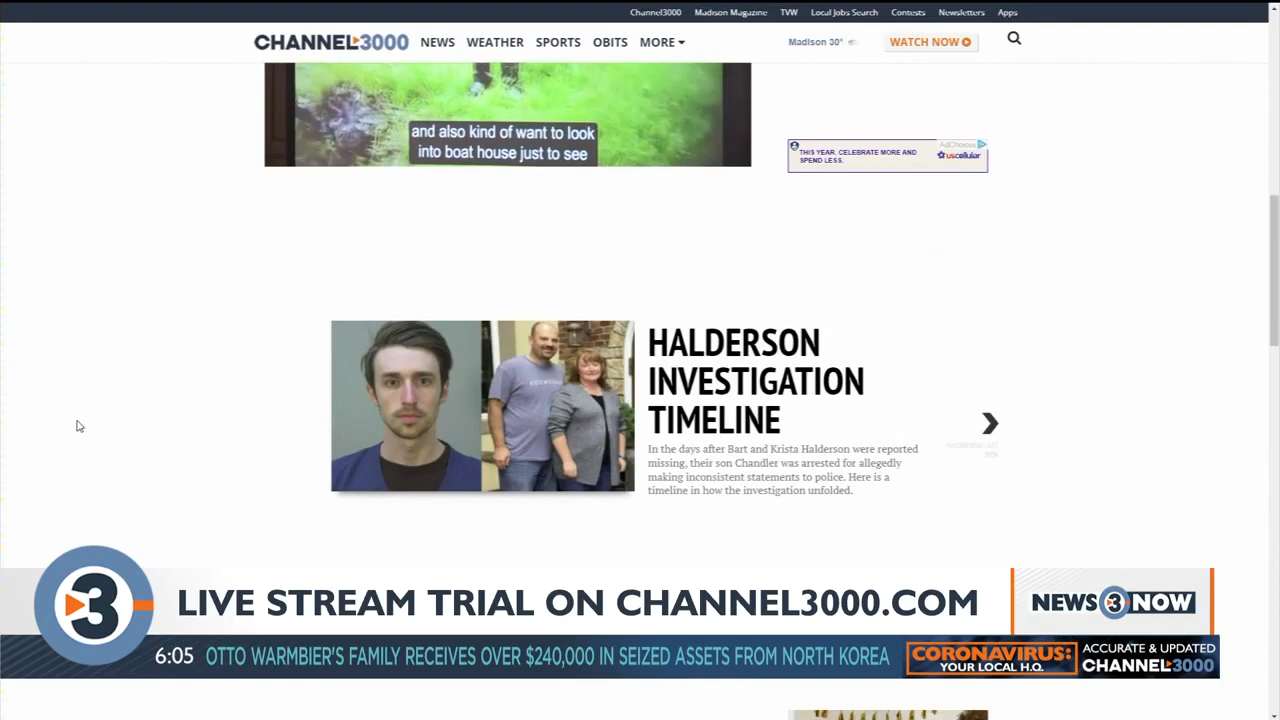 Channel3000 Madison Magazine TVW Local Jobs Search Contests Newsletters Apps
CHANNEL3000 NEWS WEATHER SPORTS OBITS MORE Madison 30° WATCH NOW
and also kind of want to look
into boat house just to see
AdChoices
THIS YEAR, CELEBRATE MORE AND
SPEND LESS.
uscellular
HALDERSON
INVESTIGATION
TIMELINE
In the days after Bart and Krista Halderson were reported
missing, their son Chandler was arrested for allegedly
making inconsistent statements to police. Here is a
timeline in how the investigation unfolded.
3
LIVE STREAM TRIAL ON CHANNEL3000.COM
NEWS 3 NOW
6:05 OTTO WARMBIER'S FAMILY RECEIVES OVER $240,000 IN SEIZED ASSETS FROM NORTH KOREA
CORONAVIRUS:
YOUR LOCAL H.Q.
ACCURATE & UPDATED
CHANNEL3000